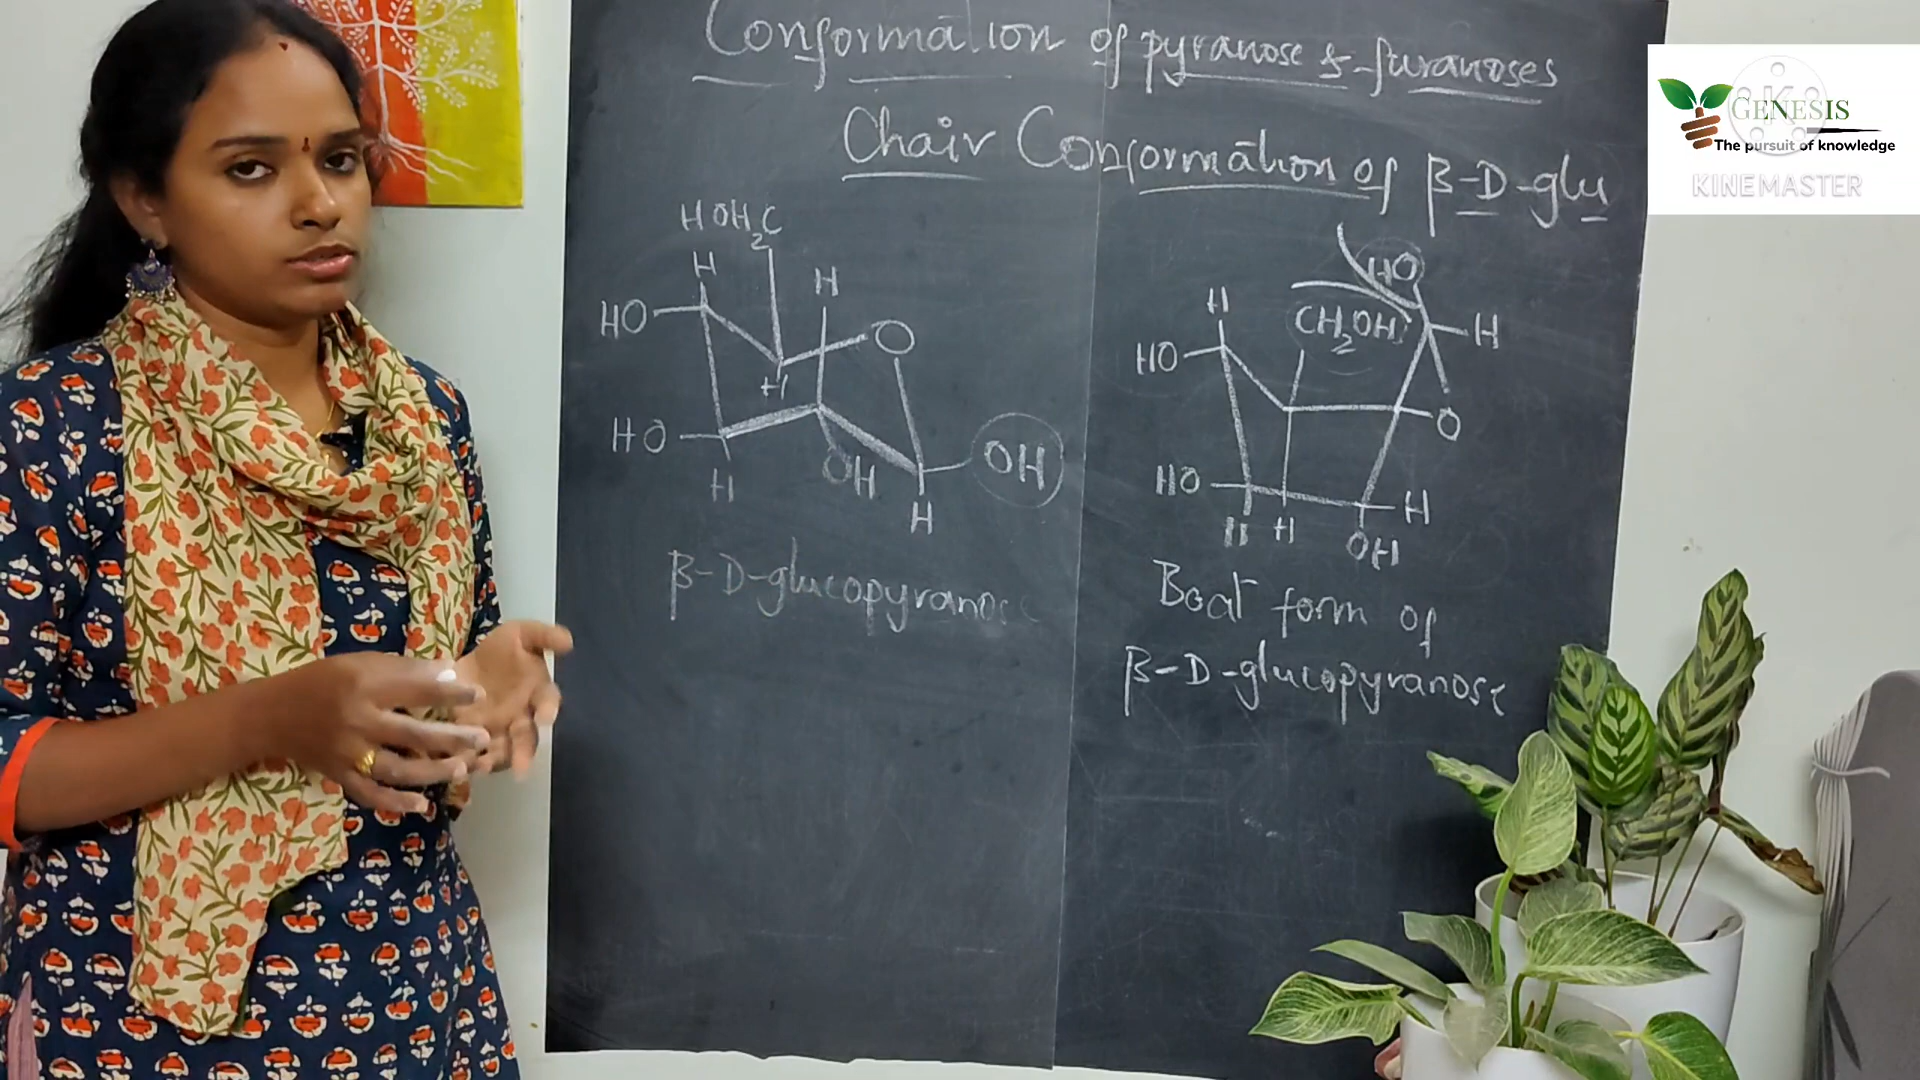 Conformation of pyranose & furanoses
Chair Conformation of β-D-glu
GENESIS
The pursuit of knowledge
KINEMASTER
HOH₂C
H
H
HO
O
H
HO
OH
OH
H
H
β-D-glucopyranose
HO
H
CH₂OH
H
HO
O
HO
H
H
H
OH
Boat form of
β-D-glucopyranose